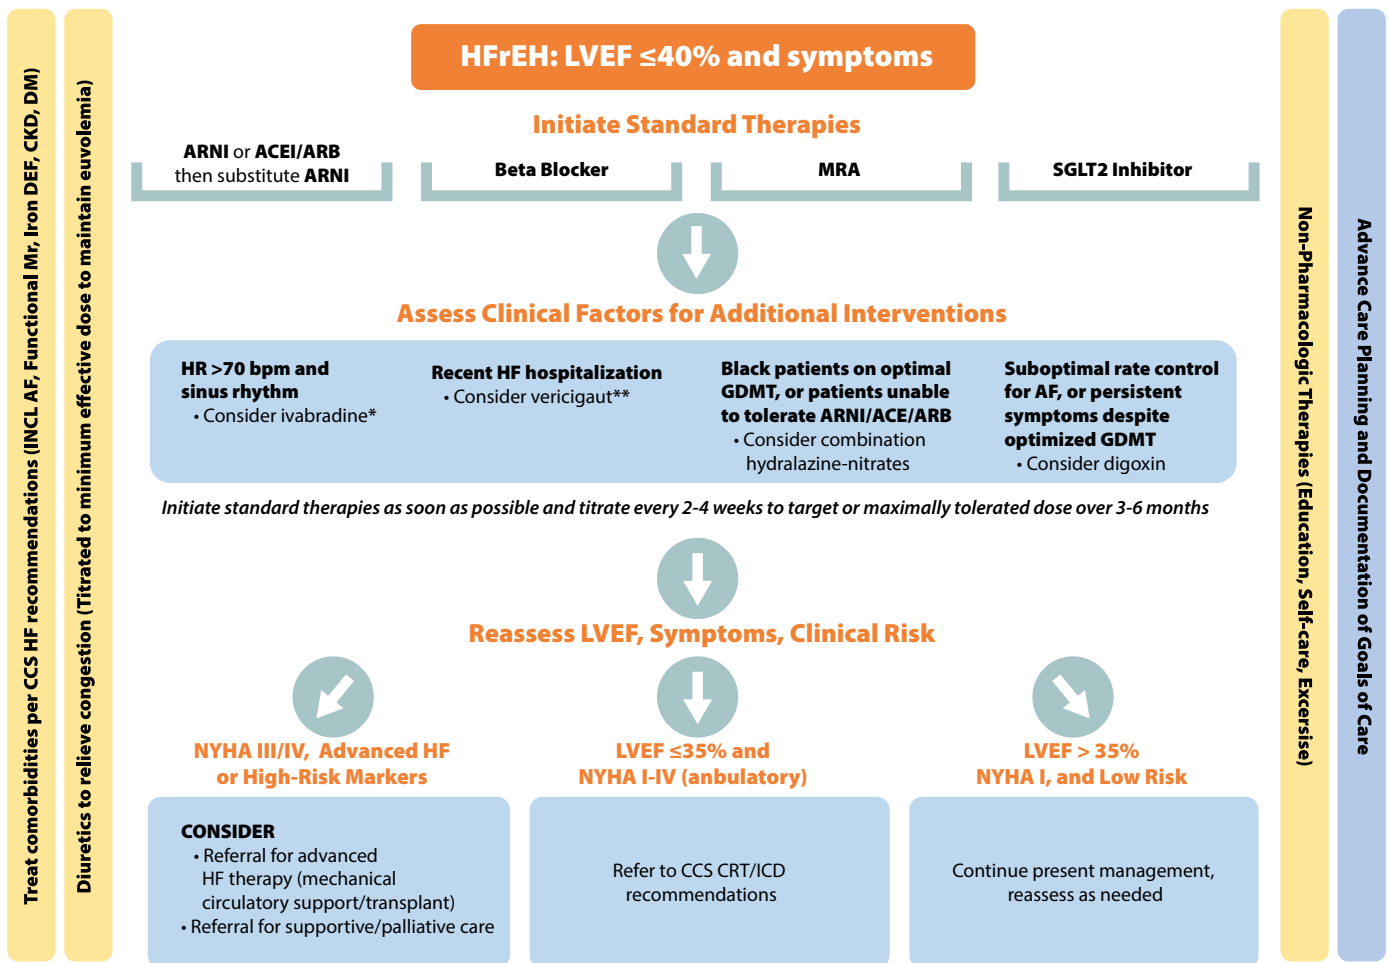 Treat comorbidities per CCS HF recommendations (INCL AF, Functional Mr, Iron DEF, CKD, DM)
Diuretics to relieve congestion (Titrated to minimum effective dose to maintain euvolemia)
HFrEH: LVEF ≤40% and symptoms
Initiate Standard Therapies
ARNI or ACEI/ARB
then substitute ARNI
Beta Blocker
MRA
SGLT2 Inhibitor
Assess Clinical Factors for Additional Interventions
HR >70 bpm and
sinus rhythm
• Consider ivabradine*
Recent HF hospitalization
• Consider vericigaut**
Black patients on optimal
GDMT, or patients unable
to tolerate ARNI/ACE/ARB
• Consider combination
hydralazine-nitrates
Suboptimal rate control
for AF, or persistent
symptoms despite
optimized GDMT
• Consider digoxin
Initiate standard therapies as soon as possible and titrate every 2-4 weeks to target or maximally tolerated dose over 3-6 months
Reassess LVEF, Symptoms, Clinical Risk
NYHA III/IV, Advanced HF
or High-Risk Markers
CONSIDER
• Referral for advanced
HF therapy (mechanical
circulatory support/transplant)
• Referral for supportive/palliative care
LVEF ≤35% and
NYHA I-IV (anbulatory)
Refer to CCS CRT/ICD
recommendations
LVEF > 35%
NYHA I, and Low Risk
Continue present management,
reassess as needed
Non-Pharmacologic Therapies (Education, Self-care, Excersise)
Advance Care Planning and Documentation of Goals of Care